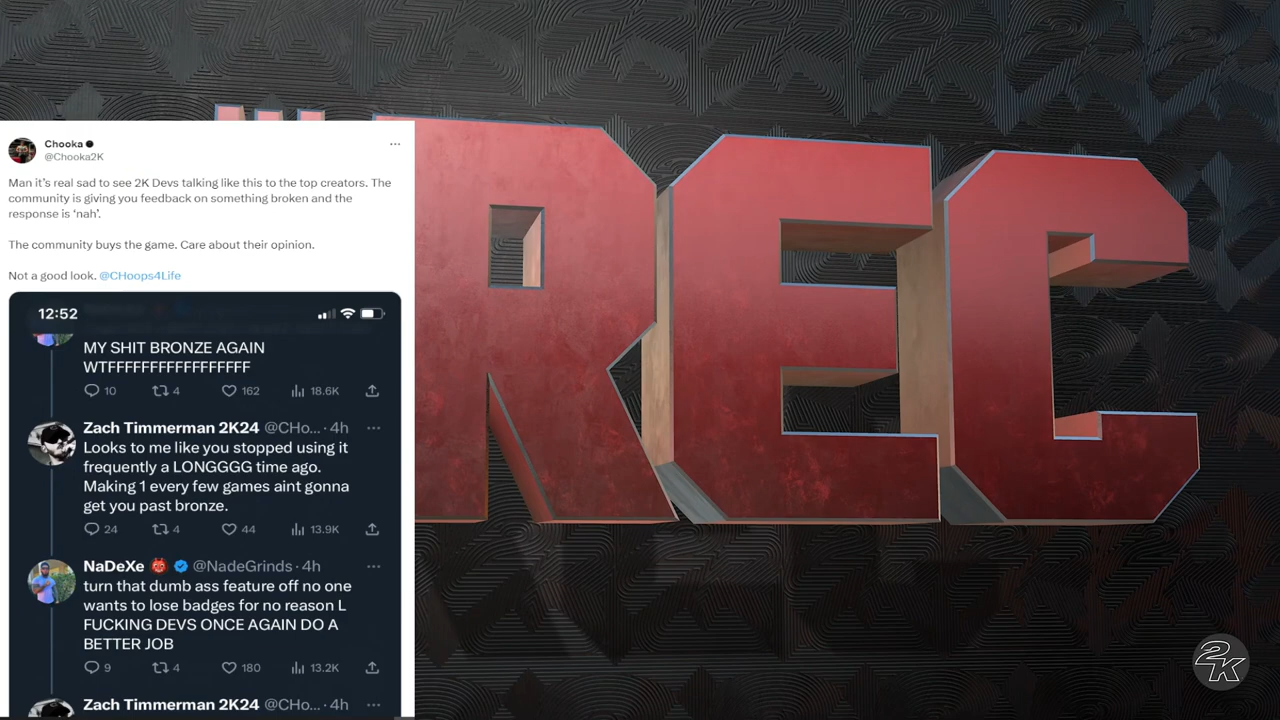 Chooka
@Chooka2K
Man it's real sad to see 2K Devs talking like this to the top creators. The
community is giving you feedback on something broken and the
response is 'nah'.
The community buys the game. Care about their opinion.
Not a good look. @CHoops4Life
12:52
MY SHIT BRONZE AGAIN
WTFFFFFFFFFFFFFFFFF
10 4 162 18.6K
Zach Timmerman 2K24 @CHo... · 4h
Looks to me like you stopped using it
frequently a LONGGGG time ago.
Making 1 every few games aint gonna
get you past bronze.
24 4 44 13.9K
NaDeXe @NadeGrinds · 4h
turn that dumb ass feature off no one
wants to lose badges for no reason L
FUCKING DEVS ONCE AGAIN DO A
BETTER JOB
9 4 180 13.2K
Zach Timmerman 2K24 @CHo... · 4h
REC
2K